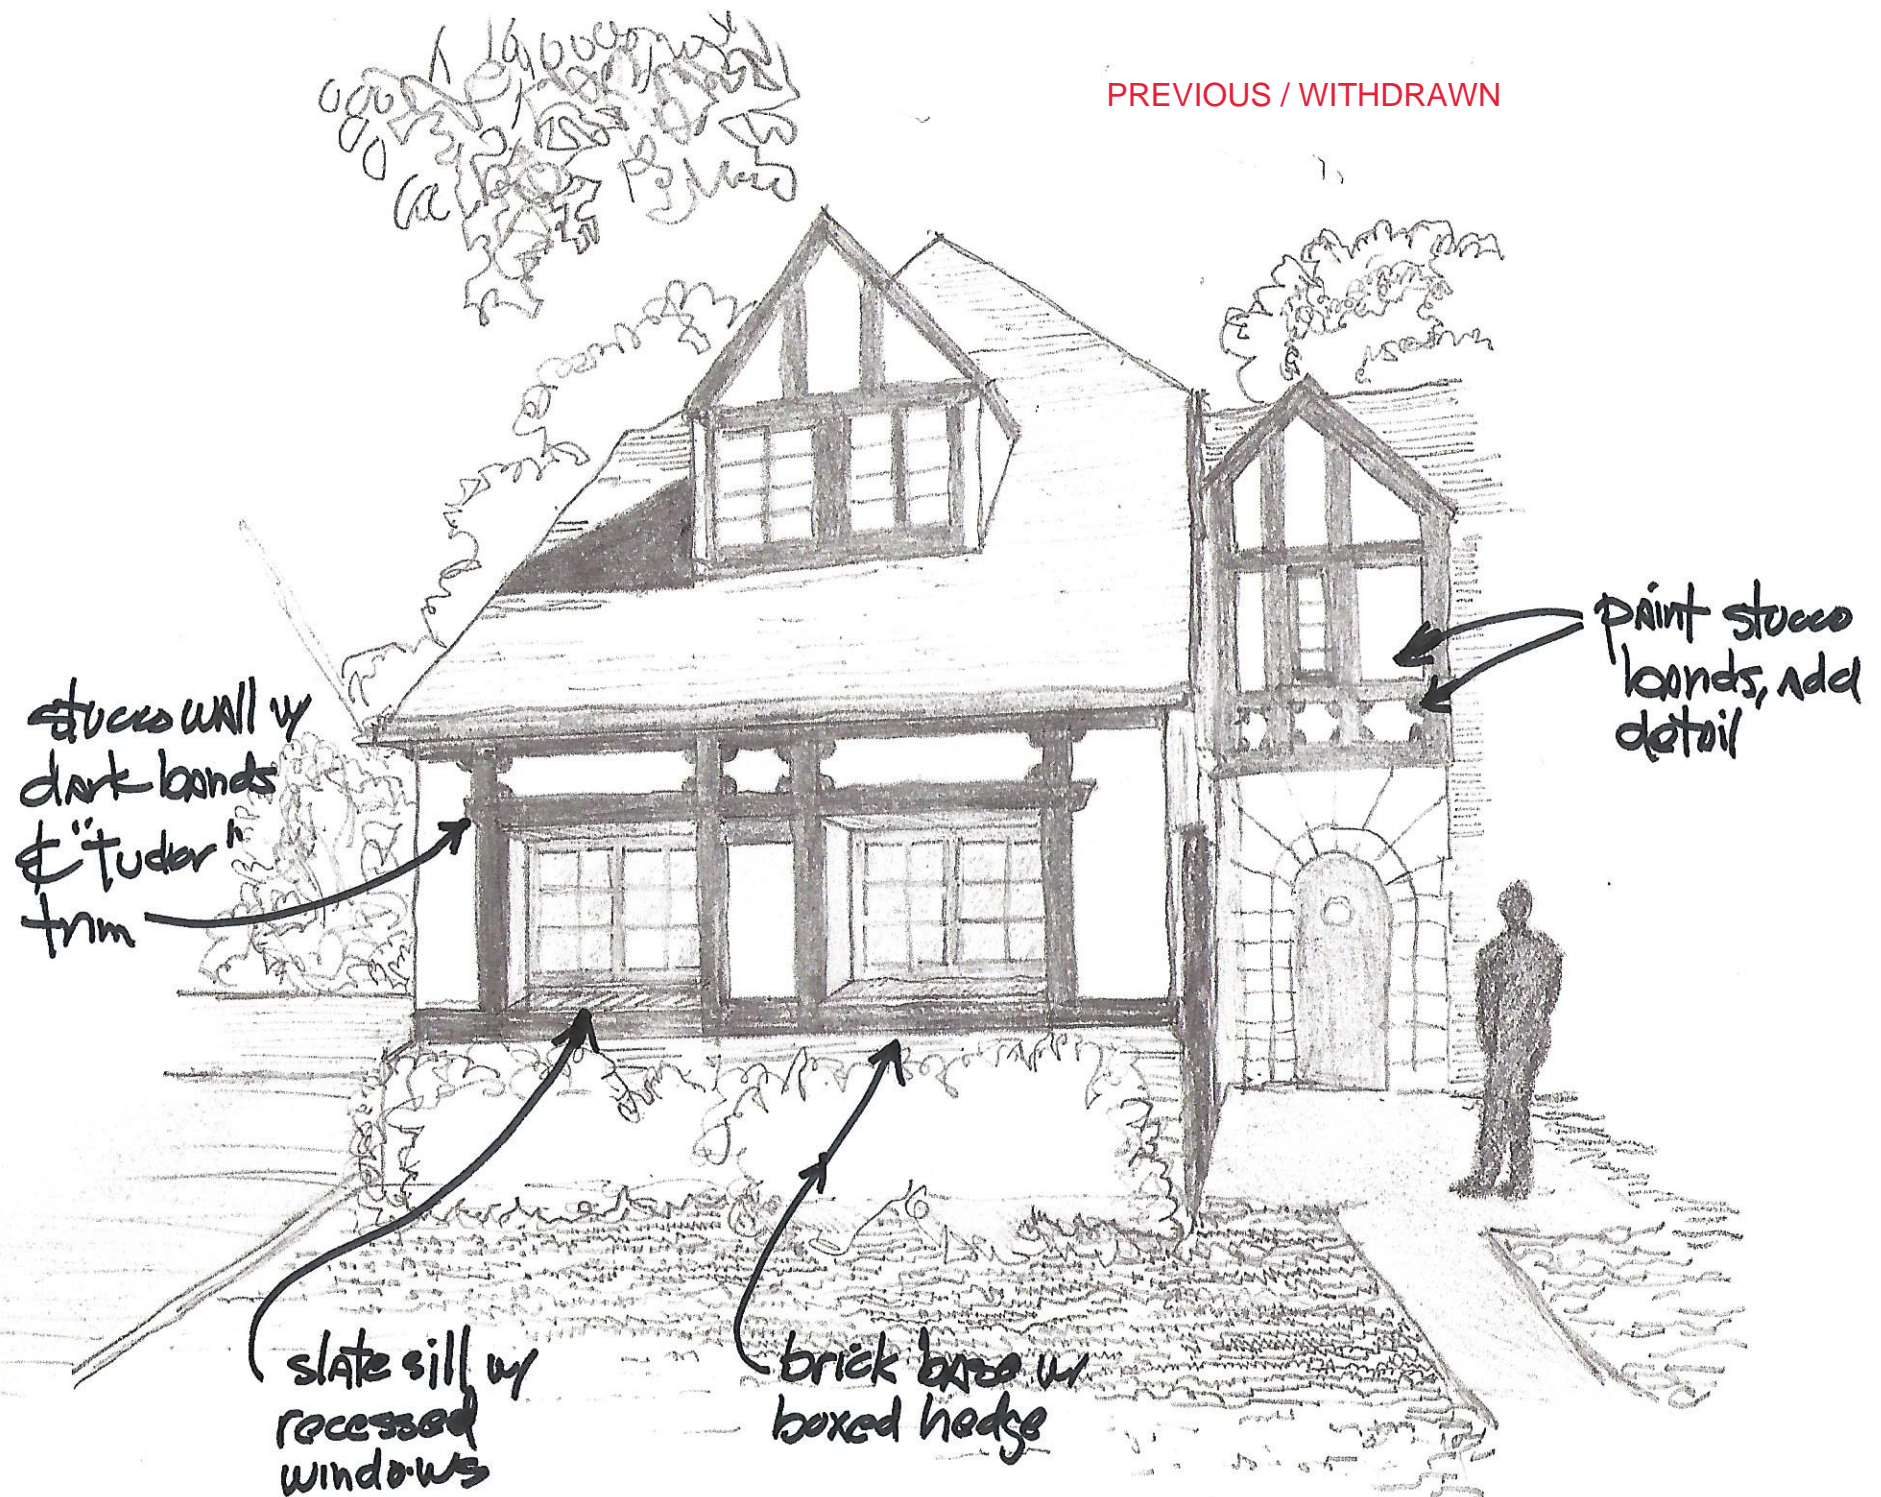 PREVIOUS / WITHDRAWN
paint stucco
bands, add
detail
stucco wall w/
dark bands
& "tudor"
trim
slate sill w/
recessed
windows
brick base w/
boxed hedge